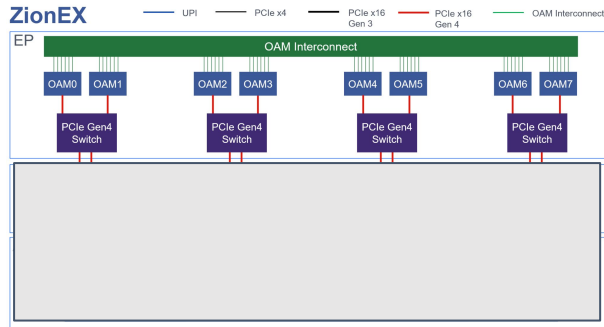 ZionEX
UPI
PCIe x4
PCIe x16
Gen 3
PCIe x16
Gen 4
OAM Interconnect
EP
OAM Interconnect
OAM0 OAM1 OAM2 OAM3 OAM4 OAM5 OAM6 OAM7
PCIe Gen4
Switch
PCIe Gen4
Switch
PCIe Gen4
Switch
PCIe Gen4
Switch